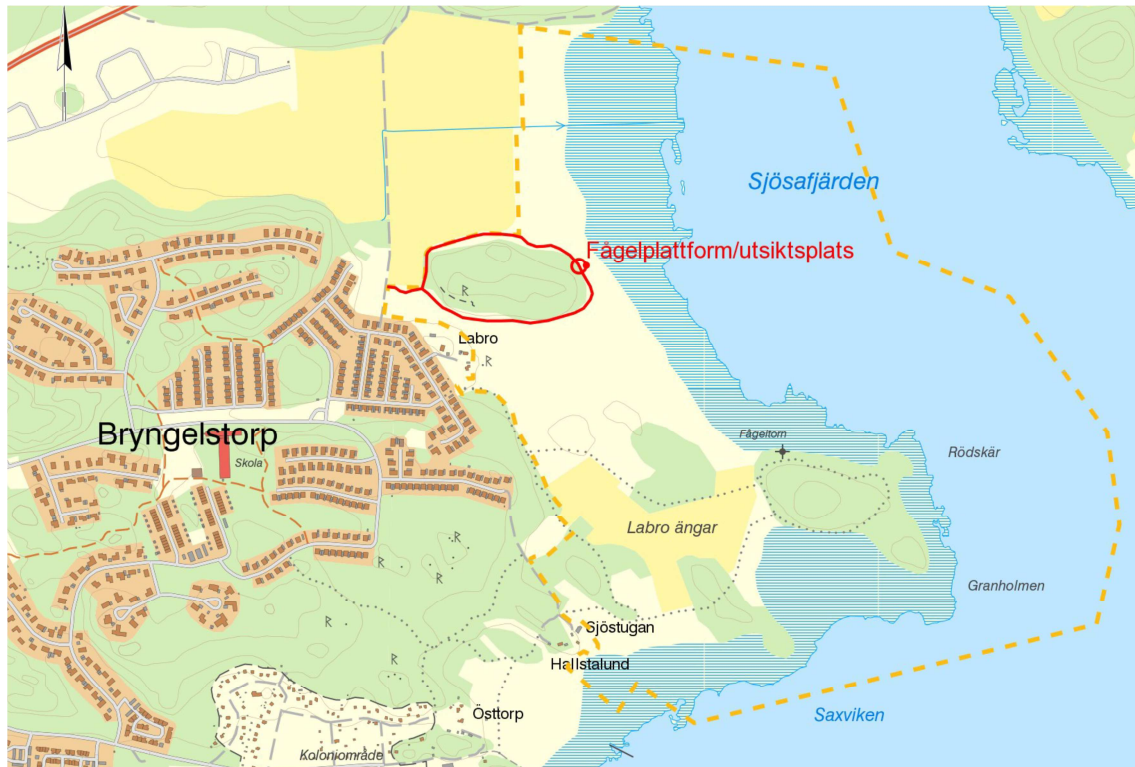 Sjösafjärden
Fågelplattform/utsiktsplats
R
Labro
R
Bryngelstorp
Skola
Fågeltorn
Rödskär
Labro ängar
R
R
R
Granholmen
R
Sjöstugan
R
Hallstalund
Östtorp
Saxviken
Koloniområde